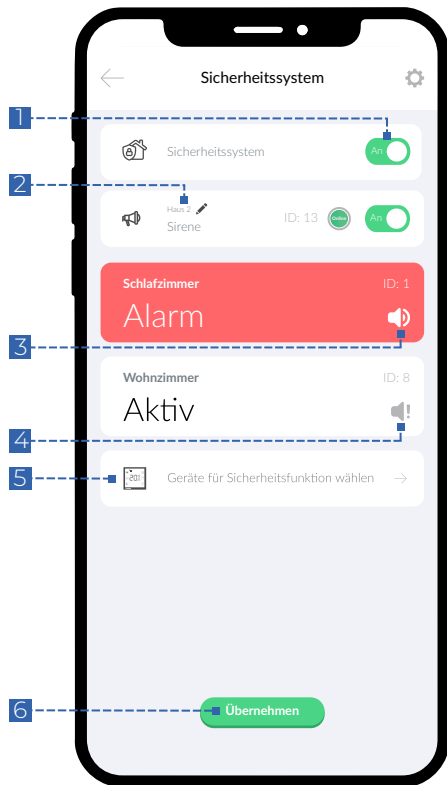 Sicherheitssystem
1
Sicherheitssystem An
2
Haus 2
Sirene ID: 13 Online An
Schlafzimmer ID: 1
Alarm
3
Wohnzimmer ID: 8
Aktiv
4
5 Geräte für Sicherheitsfunktion wählen
6 Übernehmen